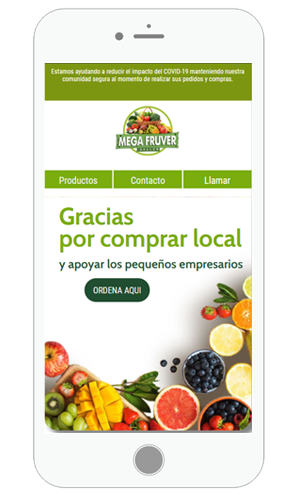 Estamos ayudando a reducir el impacto del COVID-19 manteniendo nuestra
comunidad segura al momento de realizar sus pedidos y compras.
MEGA FRUVER
Productos
Contacto
Llamar
Gracias
por comprar local
y apoyar los pequeños empresarios
ORDENA AQUI